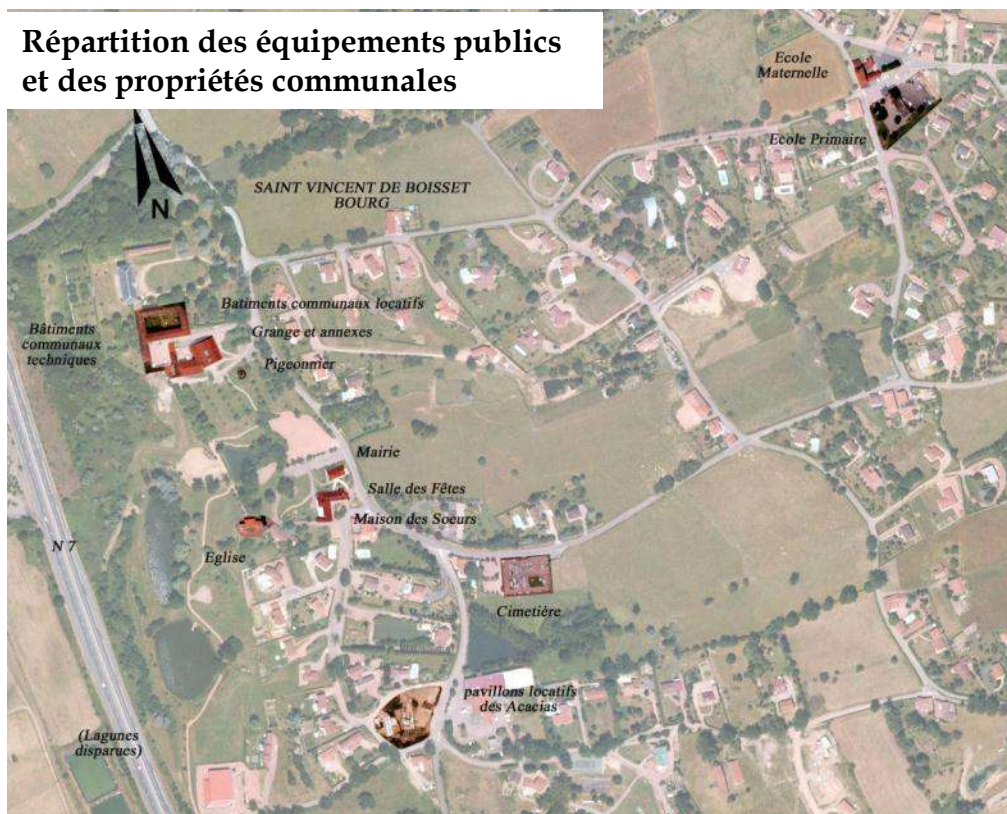 Répartition des équipements publics
et des propriétés communales
Ecole
Maternelle
Ecole Primaire
N
SAINT VINCENT DE BOISSET
BOURG
Batiments communaux locatifs
Bâtiments
communaux
techniques
Grange et annexes
Pigeonnier
Mairie
Salle des Fêtes
Maison des Soeurs
N 7
Eglise
Cimetière
pavillons locatifs
des Acacias
(Lagunes
disparues)